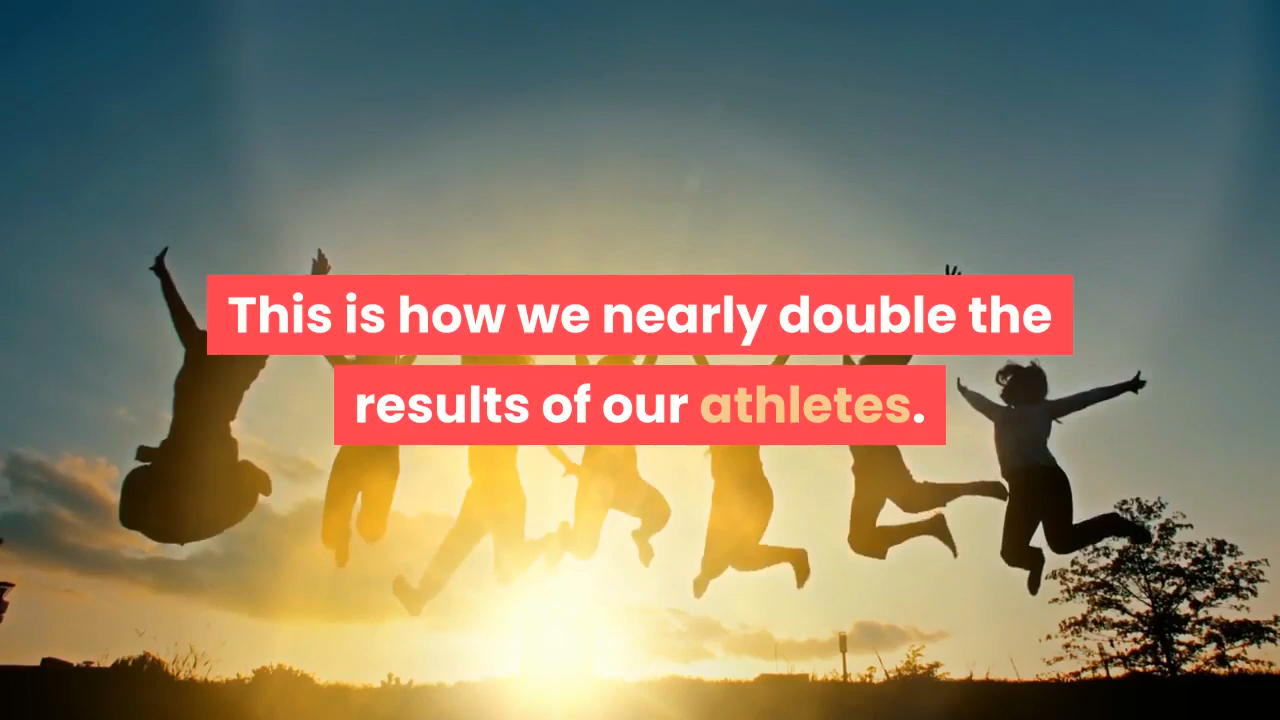 This is how we nearly double the
results of our athletes.